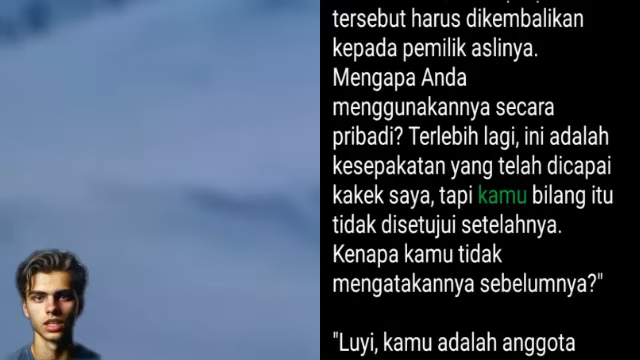 tersebut harus dikembalikan
kepada pemilik aslinya.
Mengapa Anda
menggunakannya secara
pribadi? Terlebih lagi, ini adalah
kesepakatan yang telah dicapai
kakek saya, tapi kamu bilang itu
tidak disetujui setelahnya.
Kenapa kamu tidak
mengatakannya sebelumnya?"
"Luyi, kamu adalah anggota